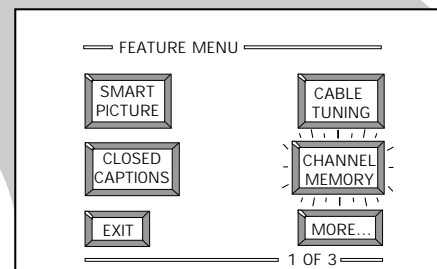 FEATURE MENU
SMART
PICTURE
CABLE
TUNING
CLOSED
CAPTIONS
CHANNEL
MEMORY
EXIT
MORE...
1 OF 3